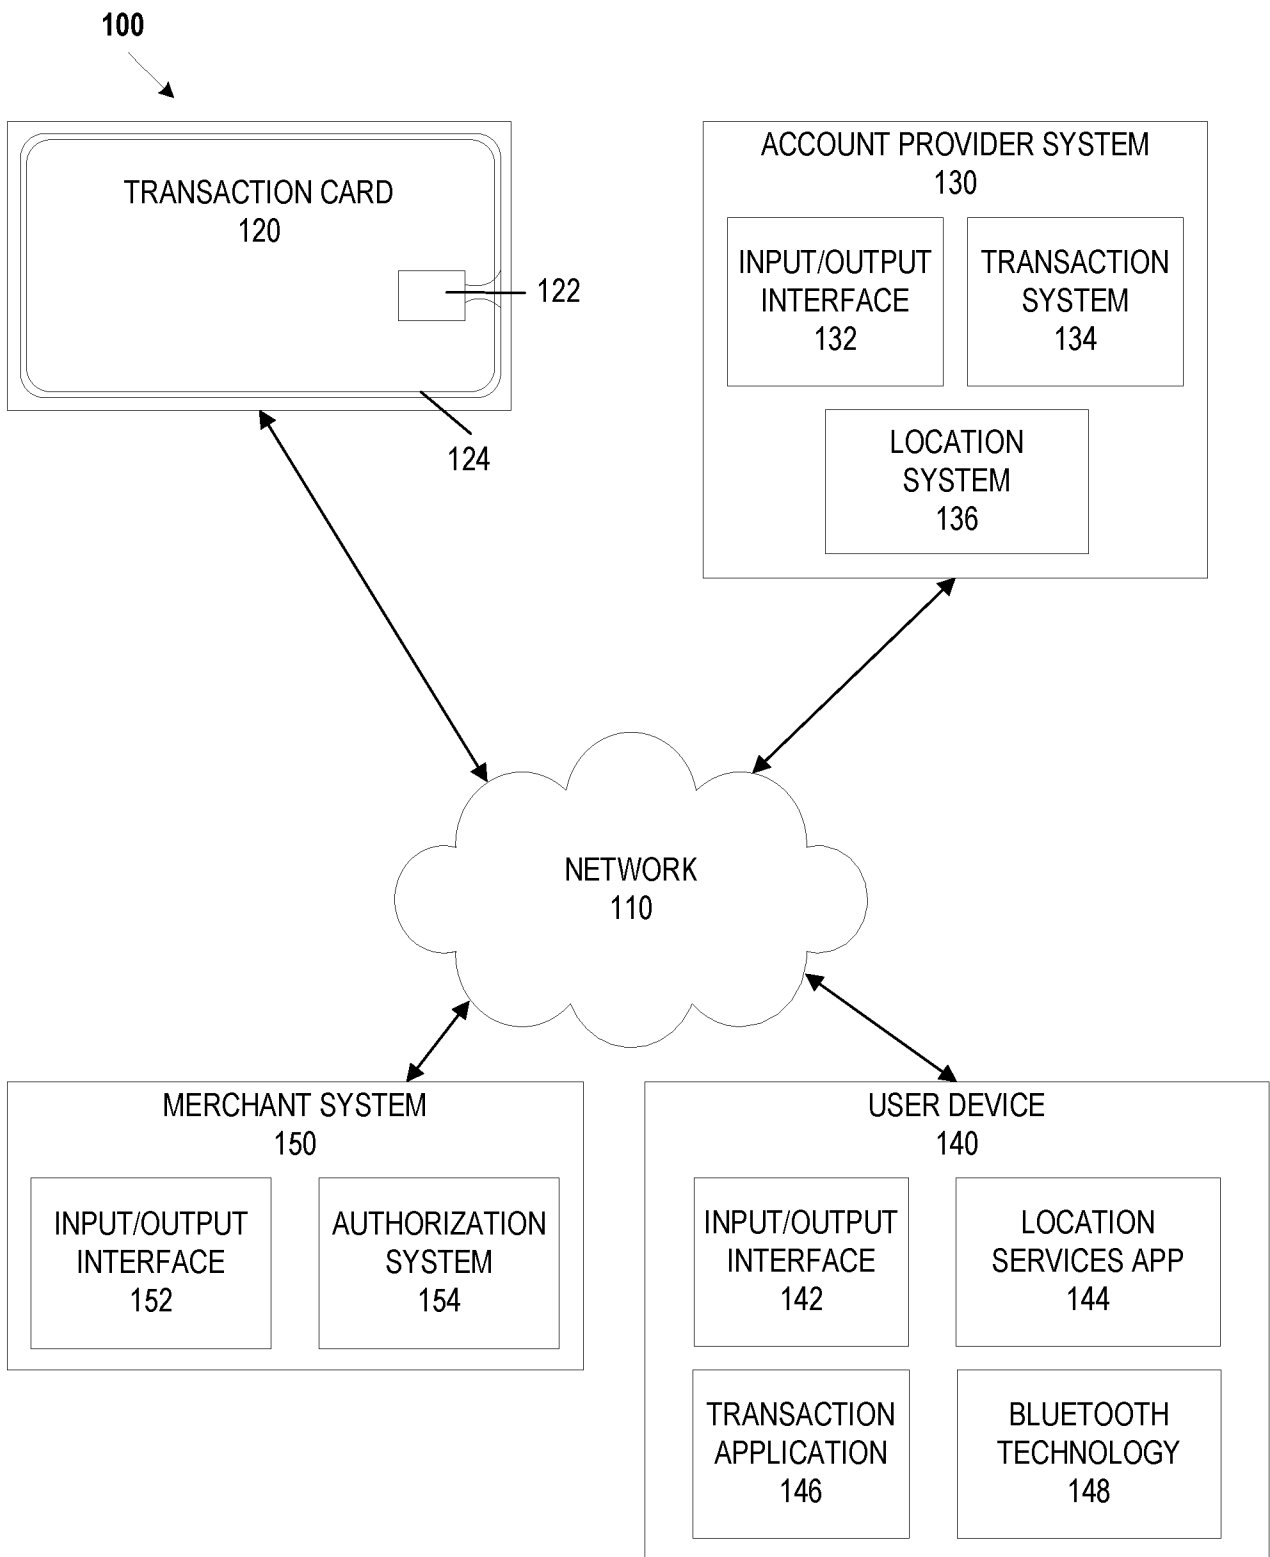 100
TRANSACTION CARD
120
122
124
ACCOUNT PROVIDER SYSTEM
130
INPUT/OUTPUT
INTERFACE
132
TRANSACTION
SYSTEM
134
LOCATION
SYSTEM
136
NETWORK
110
MERCHANT SYSTEM
150
INPUT/OUTPUT
INTERFACE
152
AUTHORIZATION
SYSTEM
154
USER DEVICE
140
INPUT/OUTPUT
INTERFACE
142
LOCATION
SERVICES APP
144
TRANSACTION
APPLICATION
146
BLUETOOTH
TECHNOLOGY
148